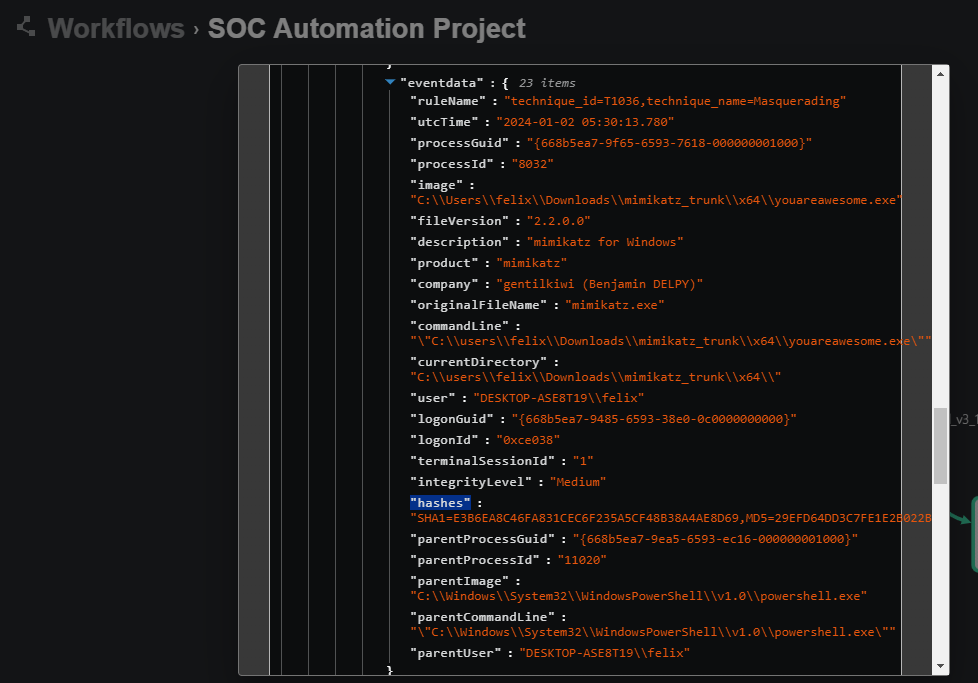 Workflows › SOC Automation Project
}
"eventdata" : { 23 items
"ruleName" : "technique_id=T1036,technique_name=Masquerading"
"utcTime" : "2024-01-02 05:30:13.780"
"processGuid" : "{668b5ea7-9f65-6593-7618-000000001000}"
"processId" : "8032"
"image" :
"C:\\Users\\felix\\Downloads\\mimikatz_trunk\\x64\\youareawesome.exe"
"fileVersion" : "2.2.0.0"
"description" : "mimikatz for Windows"
"product" : "mimikatz"
"company" : "gentilkiwi (Benjamin DELPY)"
"originalFileName" : "mimikatz.exe"
"commandLine" :
"\"C:\\users\\felix\\Downloads\\mimikatz_trunk\\x64\\youareawesome.exe\""
"currentDirectory" :
"C:\\users\\felix\\Downloads\\mimikatz_trunk\\x64\\"
"user" : "DESKTOP-ASE8T19\\felix"
"logonGuid" : "{668b5ea7-9485-6593-38e0-0c0000000000}"
"logonId" : "0xce038"
_v3_1
"terminalSessionId" : "1"
"integrityLevel" : "Medium"
"hashes" :
"SHA1=E3B6EA8C46FA831CEC6F235A5CF48B38A4AE8D69,MD5=29EFD64DD3C7FE1E2B022B
"parentProcessGuid" : "{668b5ea7-9ea5-6593-ec16-000000001000}"
"parentProcessId" : "11020"
"parentImage" :
"C:\\Windows\\System32\\WindowsPowerShell\\v1.0\\powershell.exe"
"parentCommandLine" :
"\"C:\\Windows\\System32\\WindowsPowerShell\\v1.0\\powershell.exe\""
"parentUser" : "DESKTOP-ASE8T19\\felix"
}